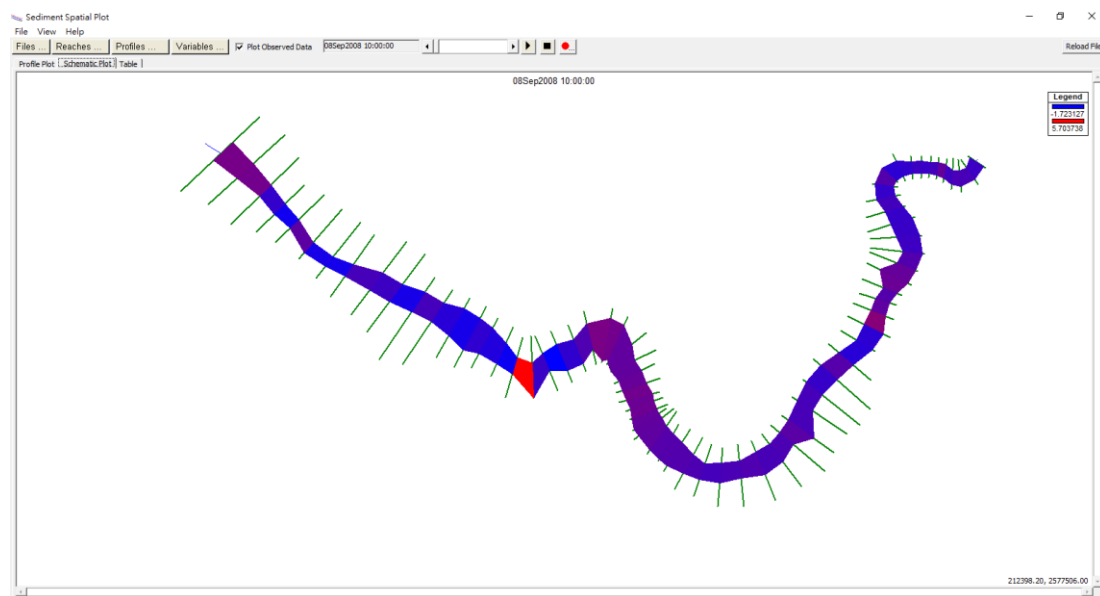 Sediment Spatial Plot
File View Help
Files ... Reaches ... Profiles ... Variables ... Plot Observed Data 08Sep2008 10:00:00 Reload File
Profile Plot Schematic Plot Table
08Sep2008 10:00:00
Legend
-1.723127
5.703738
212398.20, 2577506.00